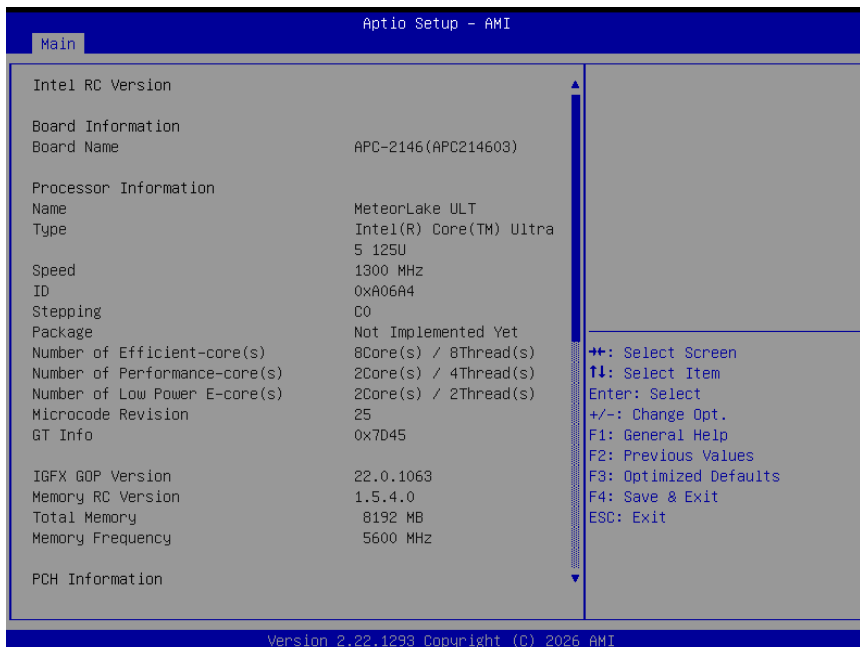 Aptio Setup – AMI
Main
Intel RC Version
Board Information
Board Name APC-2146(APC214603)
Processor Information
Name MeteorLake ULT
Type Intel(R) Core(TM) Ultra
5 125U
Speed 1300 MHz
ID 0xA06A4
Stepping C0
Package Not Implemented Yet
Number of Efficient-core(s) 8Core(s) / 8Thread(s)
Number of Performance-core(s) 2Core(s) / 4Thread(s)
Number of Low Power E-core(s) 2Core(s) / 2Thread(s)
Microcode Revision 25
GT Info 0x7D45
IGFX GOP Version 22.0.1063
Memory RC Version 1.5.4.0
Total Memory 8192 MB
Memory Frequency 5600 MHz
PCH Information
→←: Select Screen
↑↓: Select Item
Enter: Select
+/-: Change Opt.
F1: General Help
F2: Previous Values
F3: Optimized Defaults
F4: Save & Exit
ESC: Exit
Version 2.22.1293 Copyright (C) 2026 AMI